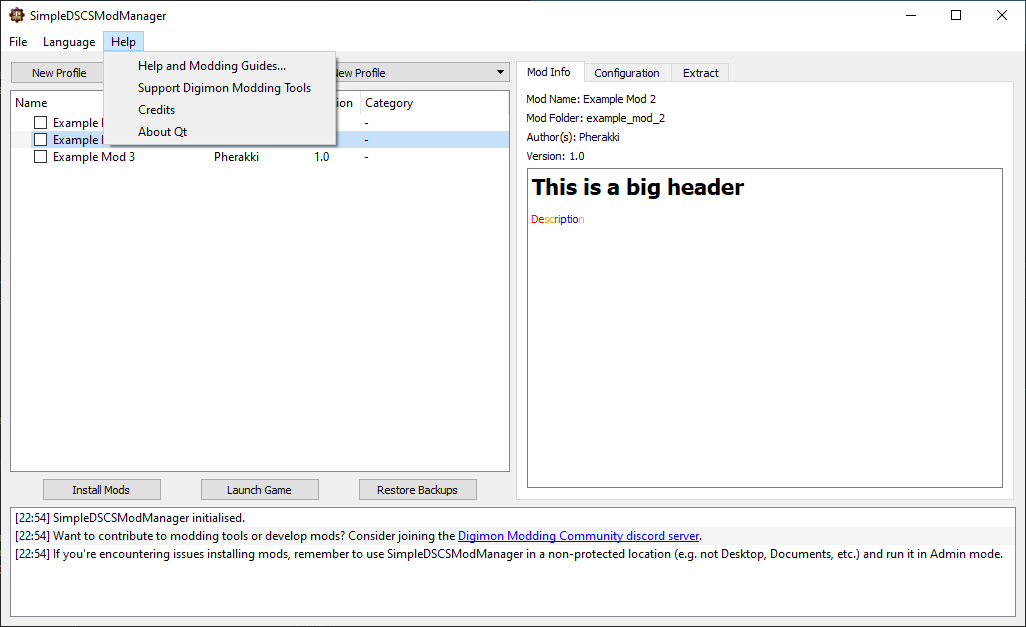 SimpleDSCSModManager
File Language Help
Help and Modding Guides...
Support Digimon Modding Tools
Credits
About Qt
New Profile
New Profile
Name ion Category
Example -
Example -
Example Mod 3 Pherakki 1.0 -
Install Mods Launch Game Restore Backups
Mod Info Configuration Extract
Mod Name: Example Mod 2
Mod Folder: example_mod_2
Author(s): Pherakki
Version: 1.0
This is a big header
Description
[22:54] SimpleDSCSModManager initialised.
[22:54] Want to contribute to modding tools or develop mods? Consider joining the Digimon Modding Community discord server.
[22:54] If you're encountering issues installing mods, remember to use SimpleDSCSModManager in a non-protected location (e.g. not Desktop, Documents, etc.) and run it in Admin mode.